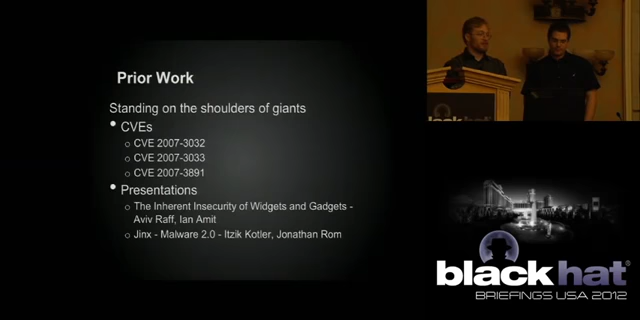 Prior Work
Standing on the shoulders of giants
• CVEs
○ CVE 2007-3032
○ CVE 2007-3033
○ CVE 2007-3891
• Presentations
○ The Inherent Insecurity of Widgets and Gadgets -
Aviv Raff, Ian Amit
○ Jinx - Malware 2.0 - Itzik Kotler, Jonathan Rom
black hat®
BRIEFINGS USA 2012